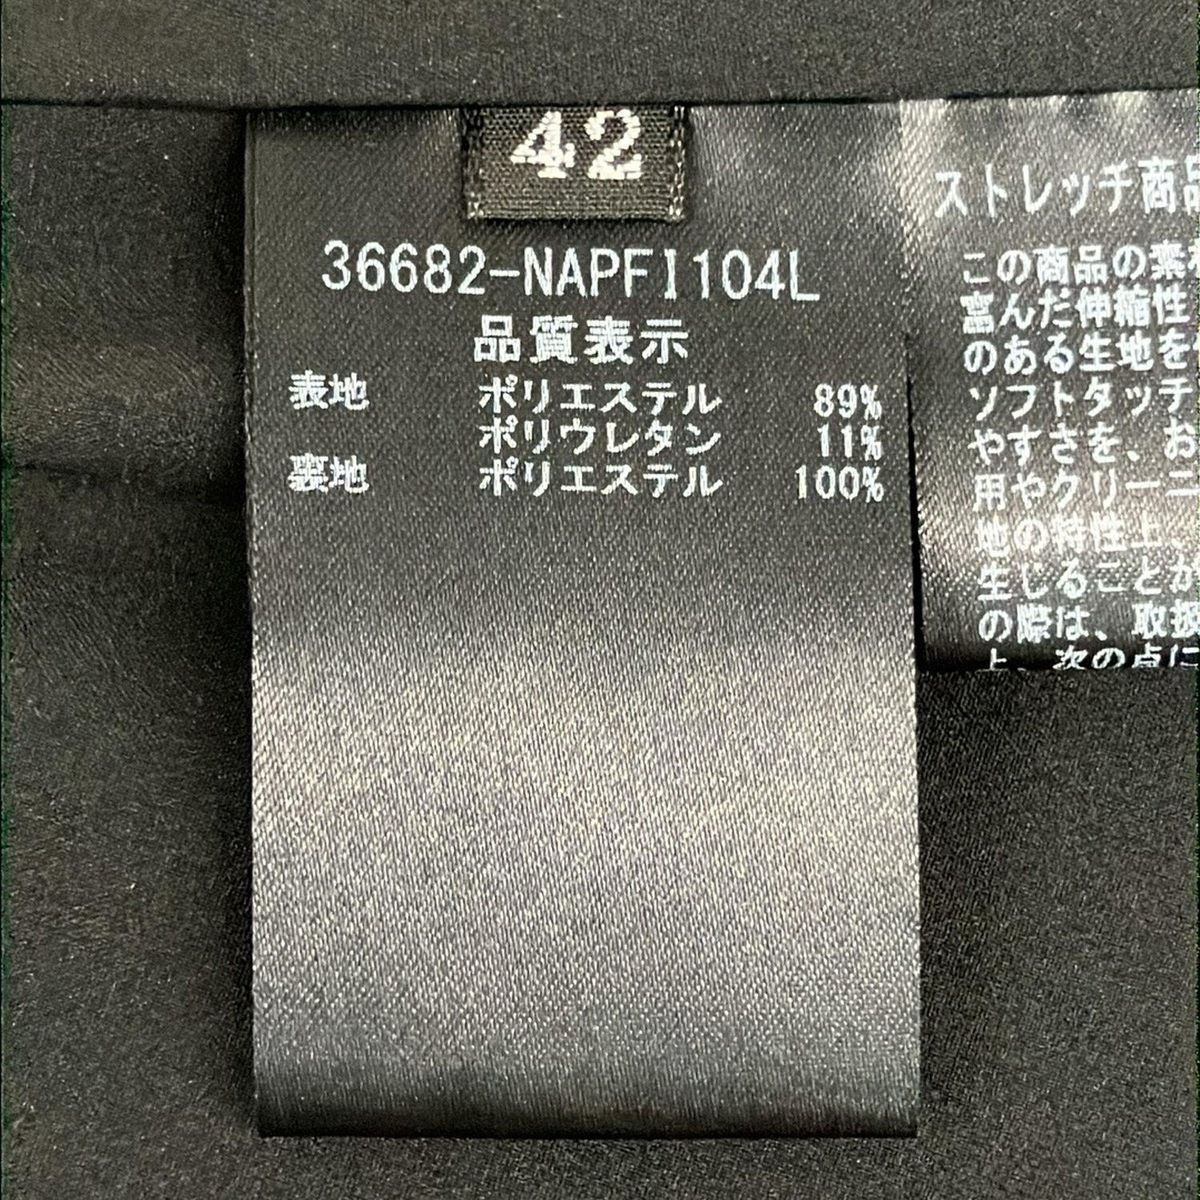 42
36682-NAPFI104L
品質表示
表地 ポリエステル 89%
ポリウレタン 11%
裏地 ポリエステル 100%
ストレッチ商品
この商品の素材
富んだ伸縮性
のある生地を
ソフトタッチ
やすさを、お
用やクリーニ
地の特性上、
生じることが
の際は、取扱
上、次の点に